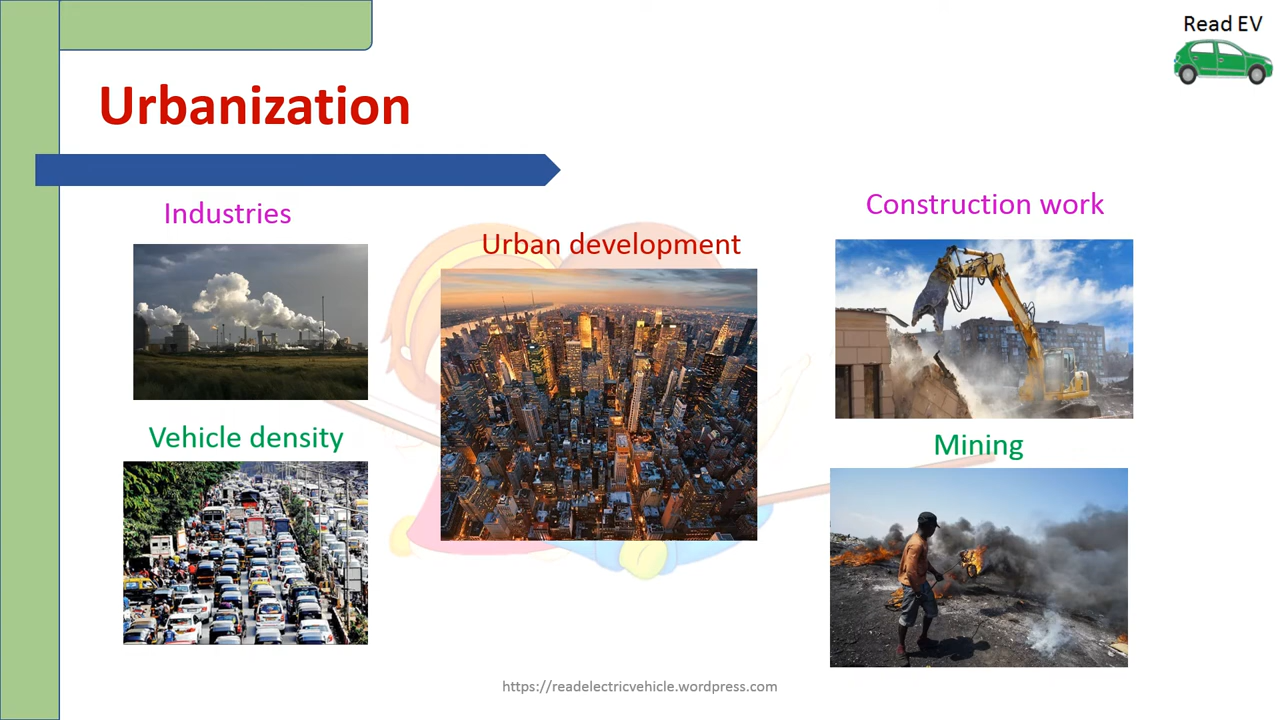 Read EV
Urbanization
Industries
Urban development
Construction work
Vehicle density
Mining
https://readelectricvehicle.wordpress.com